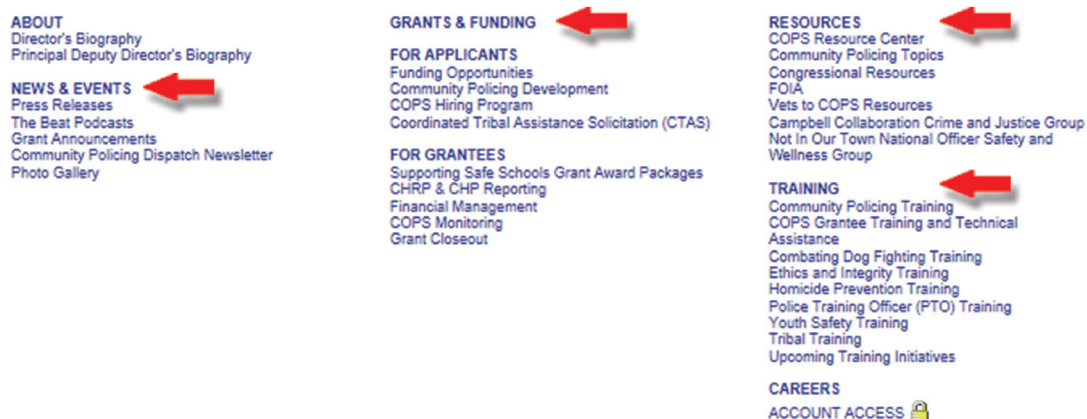 ABOUT
Director's Biography
Principal Deputy Director's Biography
NEWS & EVENTS
Press Releases
The Beat Podcasts
Grant Announcements
Community Policing Dispatch Newsletter
Photo Gallery
GRANTS & FUNDING
FOR APPLICANTS
Funding Opportunities
Community Policing Development
COPS Hiring Program
Coordinated Tribal Assistance Solicitation (CTAS)
FOR GRANTEES
Supporting Safe Schools Grant Award Packages
CHRP & CHP Reporting
Financial Management
COPS Monitoring
Grant Closeout
RESOURCES
COPS Resource Center
Community Policing Topics
Congressional Resources
FOIA
Vets to COPS Resources
Campbell Collaboration Crime and Justice Group
Not In Our Town National Officer Safety and
Wellness Group
TRAINING
Community Policing Training
COPS Grantee Training and Technical
Assistance
Combating Dog Fighting Training
Ethics and Integrity Training
Homicide Prevention Training
Police Training Officer (PTO) Training
Youth Safety Training
Tribal Training
Upcoming Training Initiatives
CAREERS
ACCOUNT ACCESS